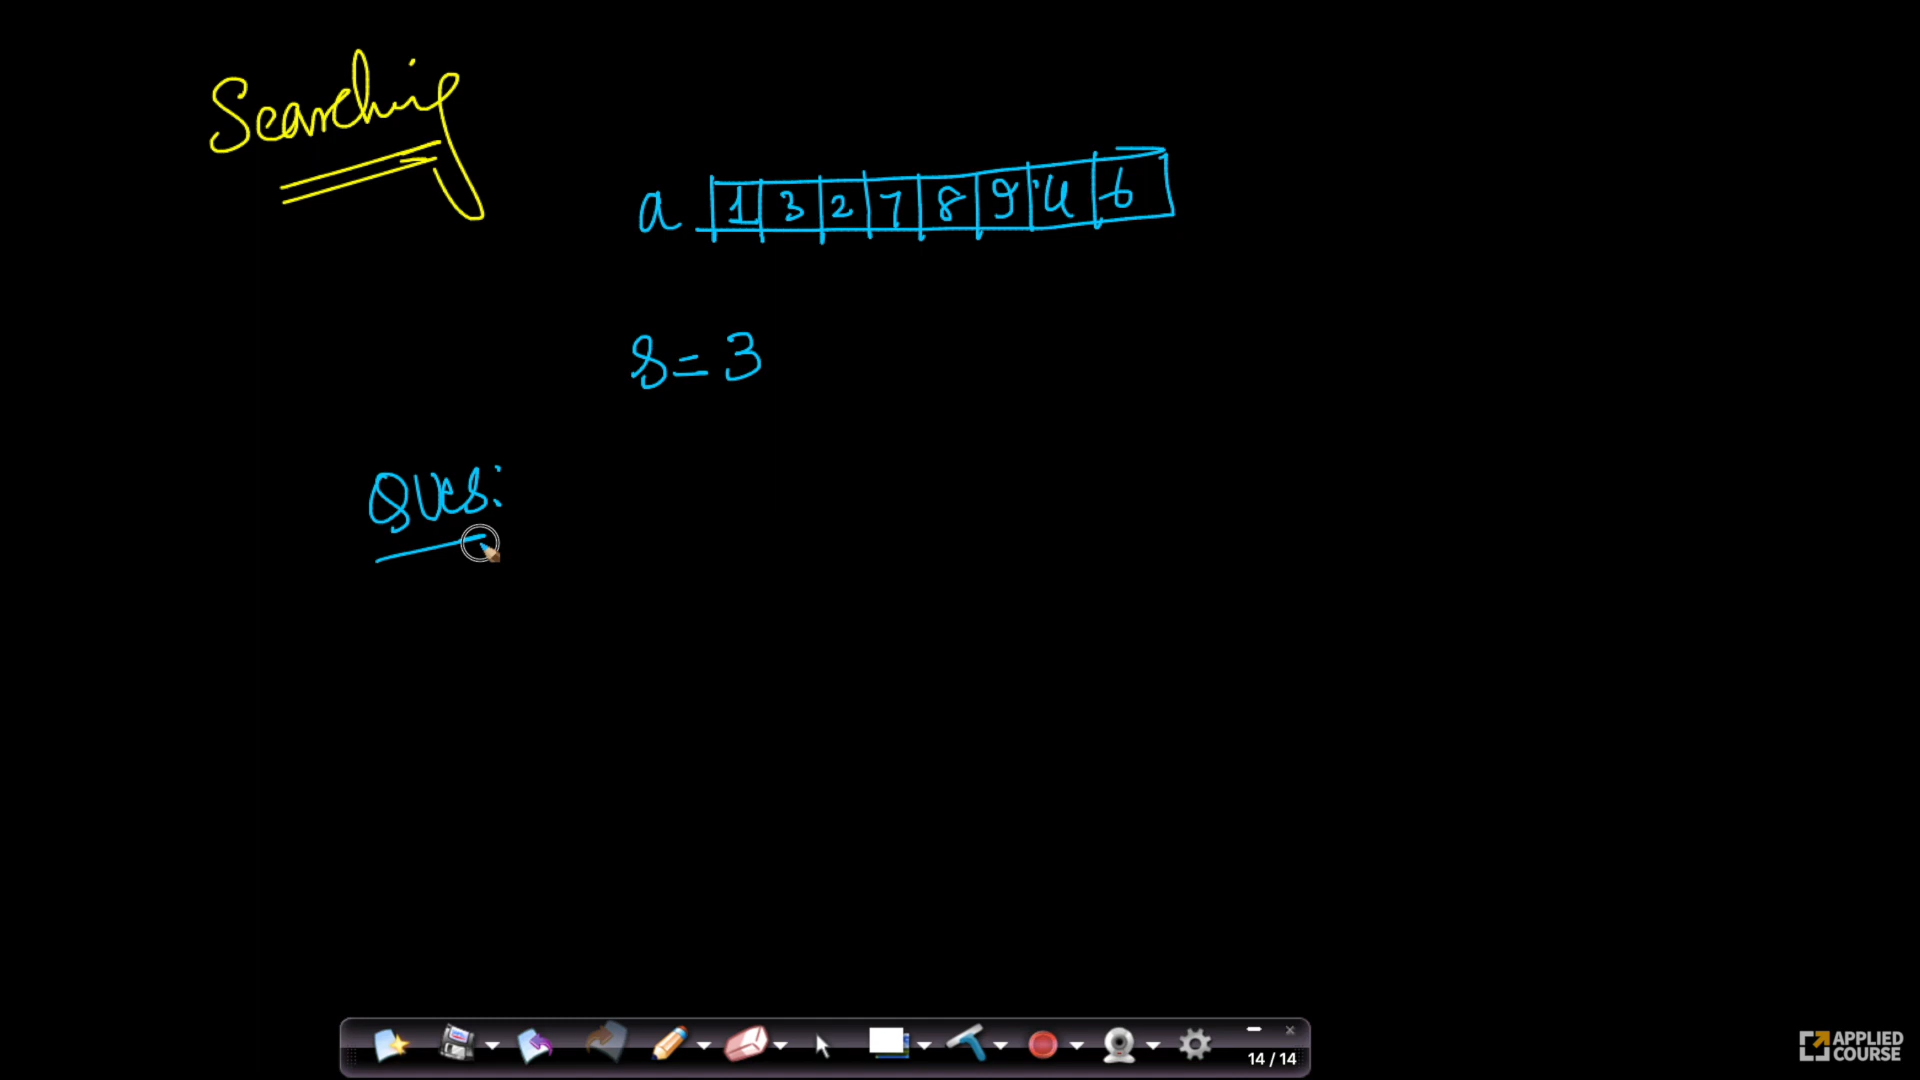 Searching
a 1 3 2 7 8 9 4 6
s = 3
Ques:
14 / 14
APPLIED
COURSE